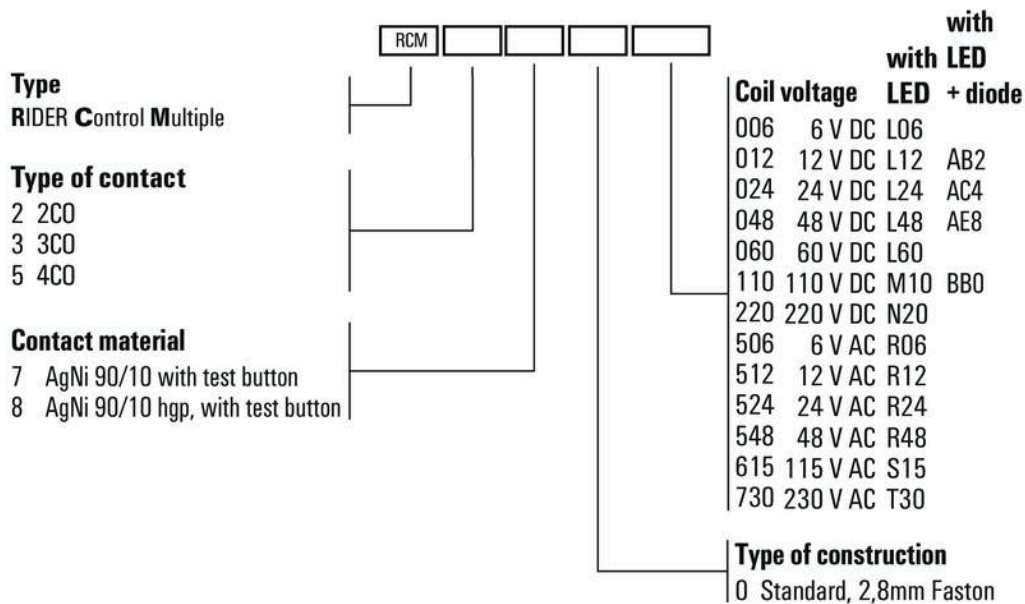 RCM
Type
RIDER Control Multiple
Type of contact
2 2CO
3 3CO
5 4CO
Contact material
7 AgNi 90/10 with test button
8 AgNi 90/10 hgp, with test button
with
with LED
Coil voltage LED + diode
006 6 V DC L06
012 12 V DC L12 AB2
024 24 V DC L24 AC4
048 48 V DC L48 AE8
060 60 V DC L60
110 110 V DC M10 BB0
220 220 V DC N20
506 6 V AC R06
512 12 V AC R12
524 24 V AC R24
548 48 V AC R48
615 115 V AC S15
730 230 V AC T30
Type of construction
0 Standard, 2,8mm Faston